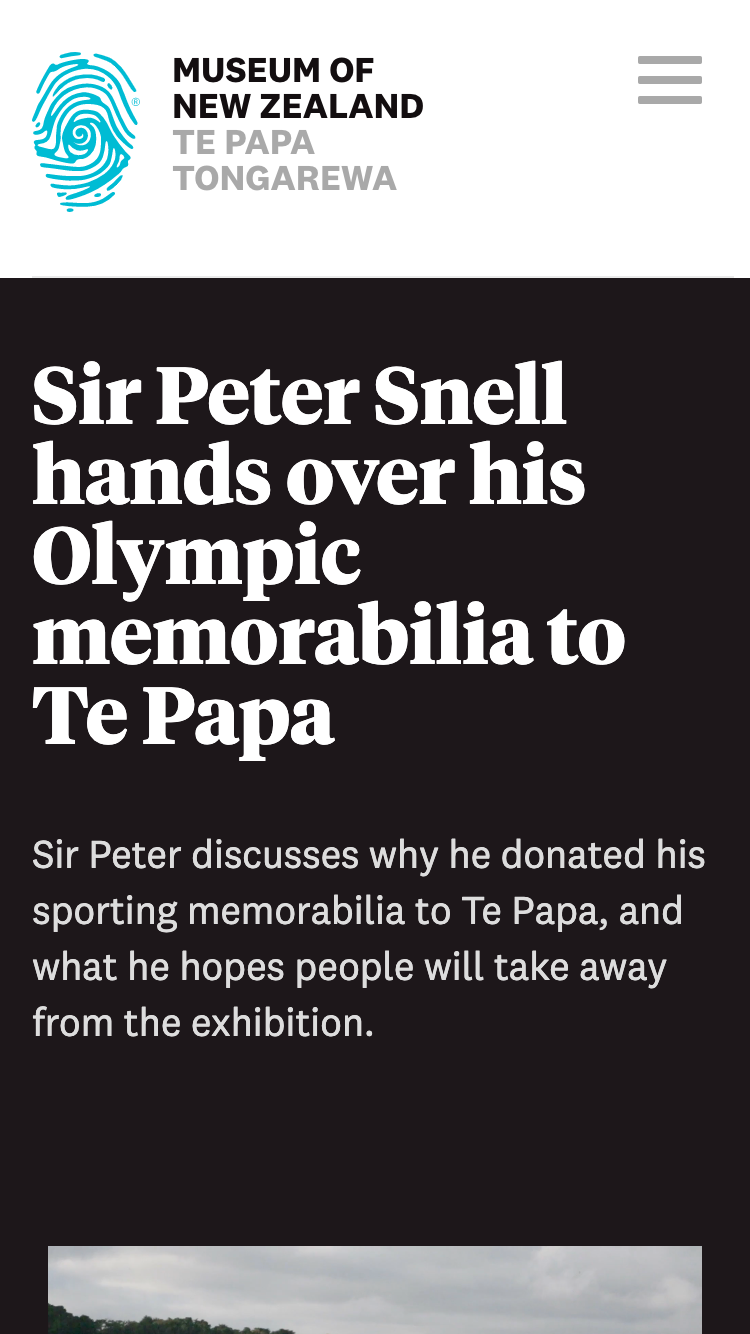 MUSEUM OF
NEW ZEALAND
TE PAPA
TONGAREWA
®
Sir Peter Snell
hands over his
Olympic
memorabilia to
Te Papa
Sir Peter discusses why he donated his
sporting memorabilia to Te Papa, and
what he hopes people will take away
from the exhibition.